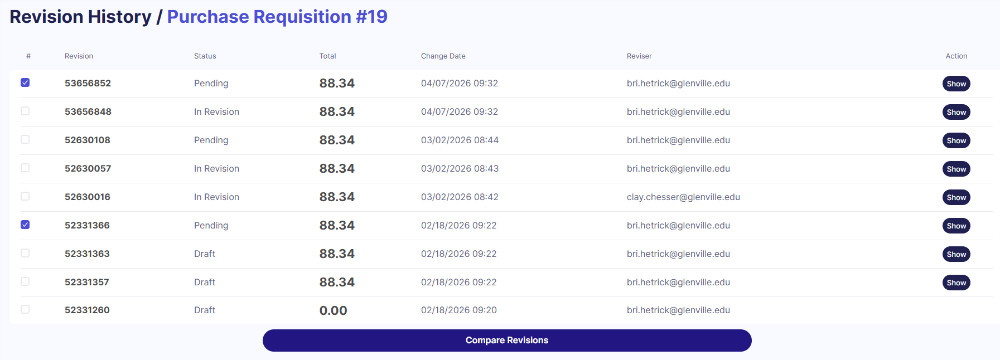 Revision History / Purchase Requisition #19
# Revision Status Total Change Date Reviser Action
53656852 Pending 88.34 04/07/2026 09:32 bri.hetrick@glenville.edu Show
53656848 In Revision 88.34 04/07/2026 09:32 bri.hetrick@glenville.edu Show
52630108 Pending 88.34 03/02/2026 08:44 bri.hetrick@glenville.edu Show
52630057 In Revision 88.34 03/02/2026 08:43 bri.hetrick@glenville.edu Show
52630016 In Revision 88.34 03/02/2026 08:42 clay.chesser@glenville.edu Show
52331366 Pending 88.34 02/18/2026 09:22 bri.hetrick@glenville.edu Show
52331363 Draft 88.34 02/18/2026 09:22 bri.hetrick@glenville.edu Show
52331357 Draft 88.34 02/18/2026 09:22 bri.hetrick@glenville.edu Show
52331260 Draft 0.00 02/18/2026 09:20 bri.hetrick@glenville.edu
Compare Revisions